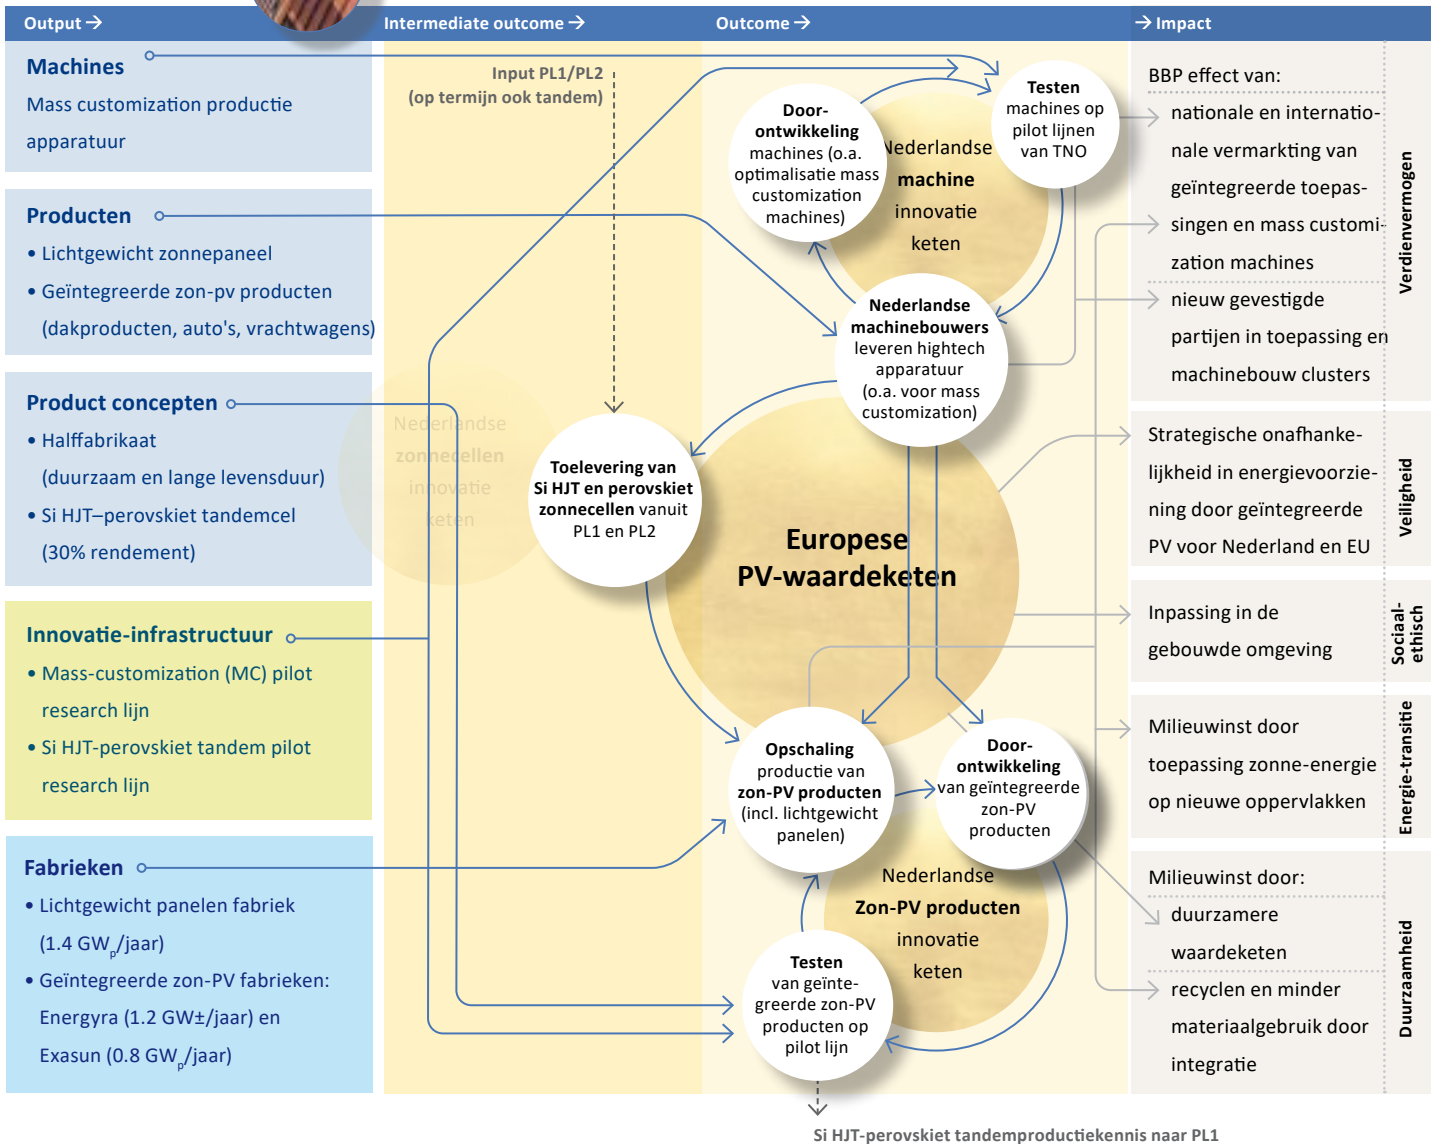 Output →
Intermediate outcome →
Outcome →
→ Impact
Machines
Mass customization productie
apparatuur
Producten
• Lichtgewicht zonnepaneel
• Geïntegreerde zon-pv producten
(dakproducten, auto's, vrachtwagens)
Product concepten
• Halffabrikaat
(duurzaam en lange levensduur)
• Si HJT–perovskiet tandemcel
(30% rendement)
Innovatie-infrastructuur
• Mass-customization (MC) pilot
research lijn
• Si HJT-perovskiet tandem pilot
research lijn
Fabrieken
• Lichtgewicht panelen fabriek
(1.4 GWp/jaar)
• Geïntegreerde zon-PV fabrieken:
Energyra (1.2 GW±/jaar) en
Exasun (0.8 GWp/jaar)
Input PL1/PL2
(op termijn ook tandem)
Nederlandse
zonnecellen
innovatie
keten
Toelevering van
Si HJT en perovskiet
zonnecellen vanuit
PL1 en PL2
Door-
ontwikkeling
machines (o.a.
optimalisatie mass
customization
machines)
Nederlandse
machine
innovatie
keten
Testen
machines op
pilot lijnen
van TNO
Nederlandse
machinebouwers
leveren hightech
apparatuur
(o.a. voor mass
customization)
Europese
PV-waardeketen
Opschaling
productie van
zon-PV producten
(incl. lichtgewicht
panelen)
Door-
ontwikkeling
van geïntegreerde
zon-PV
producten
Nederlandse
Zon-PV producten
innovatie
keten
Testen
van geïnte-
greerde zon-PV
producten op
pilot lijn
Si HJT-perovskiet tandemproductiekennis naar PL1
BBP effect van:
nationale en internatio-
nale vermarkting van
geïntegreerde toepas-
singen en mass customi-
zation machines
nieuw gevestigde
partijen in toepassing en
machinebouw clusters
Verdienvermogen
Strategische onafhanke-
lijkheid in energievoorzie-
ning door geïntegreerde
PV voor Nederland en EU
Veiligheid
Inpassing in de
gebouwde omgeving
Sociaal-
ethisch
Milieuwinst door
toepassing zonne-energie
op nieuwe oppervlakken
Energie-transitie
Milieuwinst door:
duurzamere
waardeketen
recyclen en minder
materiaalgebruik door
integratie
Duurzaamheid